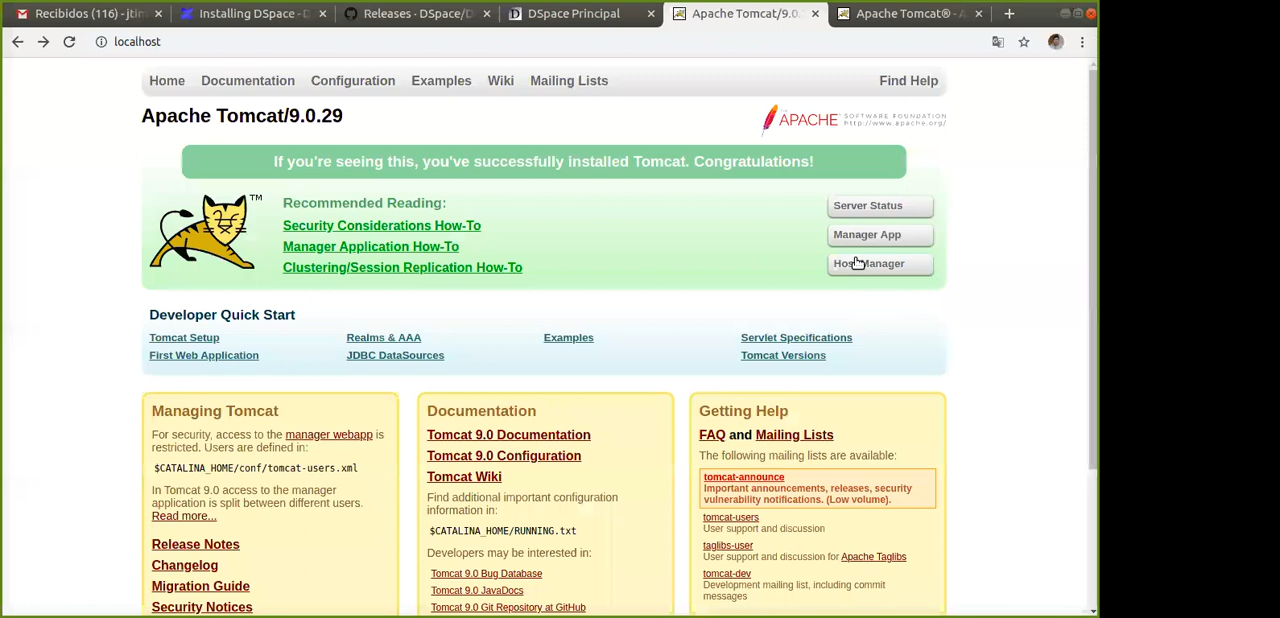 Recibidos (116) - jtim
Installing DSpace - D
Releases · DSpace/D
DSpace Principal
Apache Tomcat/9.0.
Apache Tomcat® - A
localhost
Home Documentation Configuration Examples Wiki Mailing Lists Find Help
Apache Tomcat/9.0.29
APACHE SOFTWARE FOUNDATION
http://www.apache.org/
If you're seeing this, you've successfully installed Tomcat. Congratulations!
TM
Recommended Reading:
Security Considerations How-To
Manager Application How-To
Clustering/Session Replication How-To
Server Status
Manager App
Host Manager
Developer Quick Start
Tomcat Setup
First Web Application
Realms & AAA
JDBC DataSources
Examples
Servlet Specifications
Tomcat Versions
Managing Tomcat
For security, access to the manager webapp is
restricted. Users are defined in:
$CATALINA_HOME/conf/tomcat-users.xml
In Tomcat 9.0 access to the manager
application is split between different users.
Read more...
Release Notes
Changelog
Migration Guide
Security Notices
Documentation
Tomcat 9.0 Documentation
Tomcat 9.0 Configuration
Tomcat Wiki
Find additional important configuration
information in:
$CATALINA_HOME/RUNNING.txt
Developers may be interested in:
Tomcat 9.0 Bug Database
Tomcat 9.0 JavaDocs
Tomcat 9.0 Git Repository at GitHub
Getting Help
FAQ and Mailing Lists
The following mailing lists are available:
tomcat-announce
Important announcements, releases, security
vulnerability notifications. (Low volume).
tomcat-users
User support and discussion
taglibs-user
User support and discussion for Apache Taglibs
tomcat-dev
Development mailing list, including commit
messages